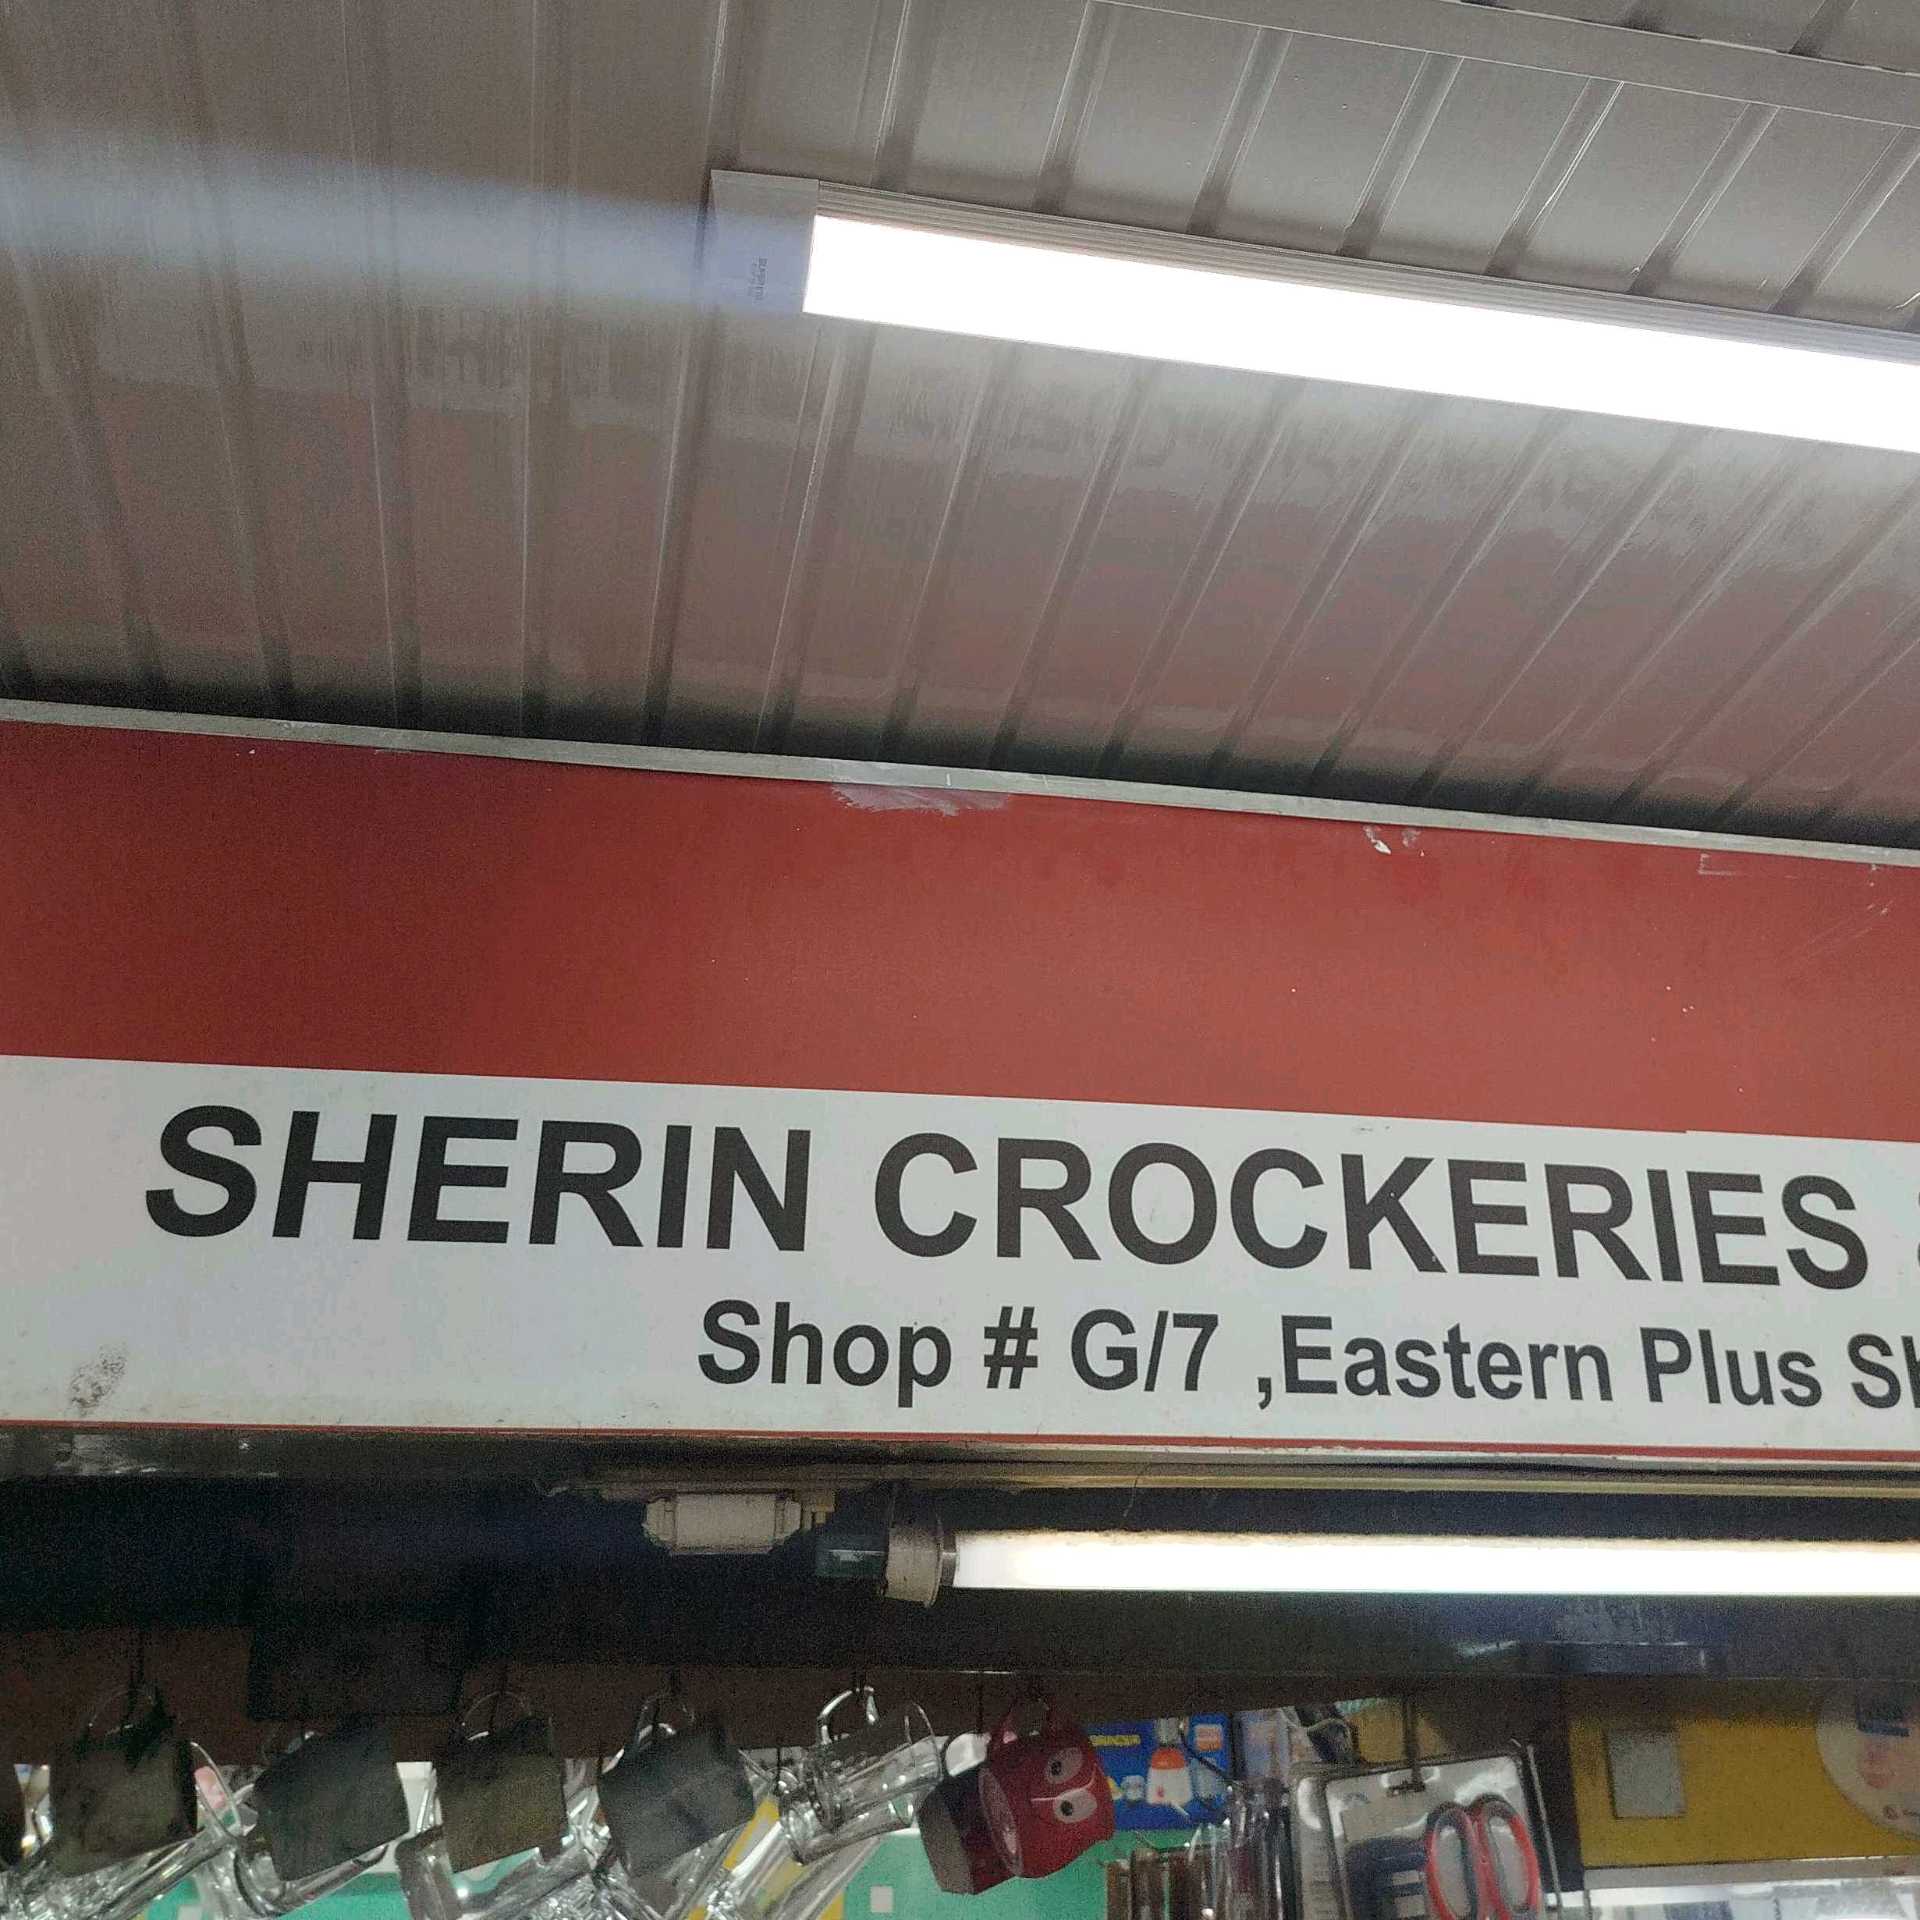 SHERIN CROCKERIES
Shop # G/7 ,Eastern Plus